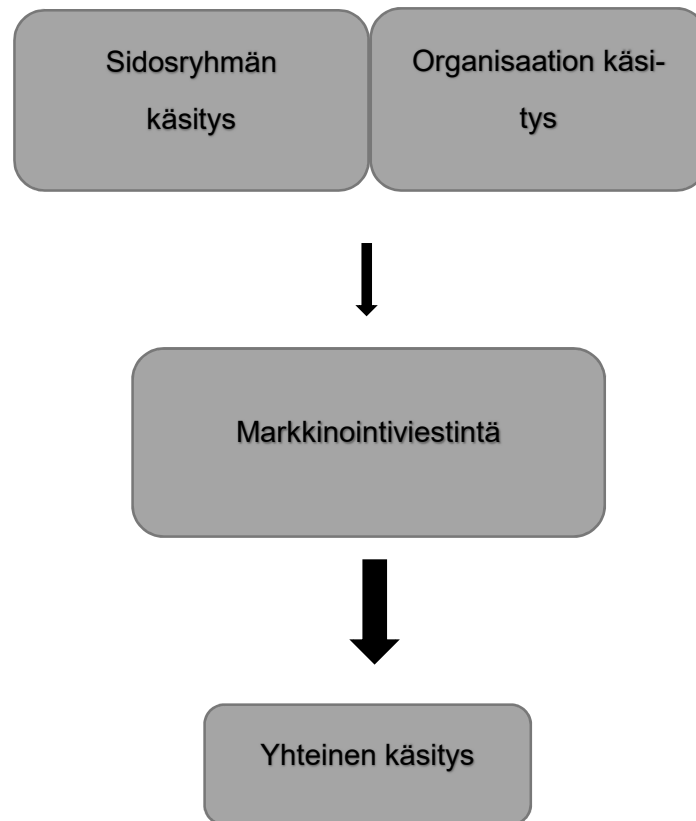 Sidosryhmän
käsitys
Organisaation käsi-
tys
Markkinointiviestintä
Yhteinen käsitys